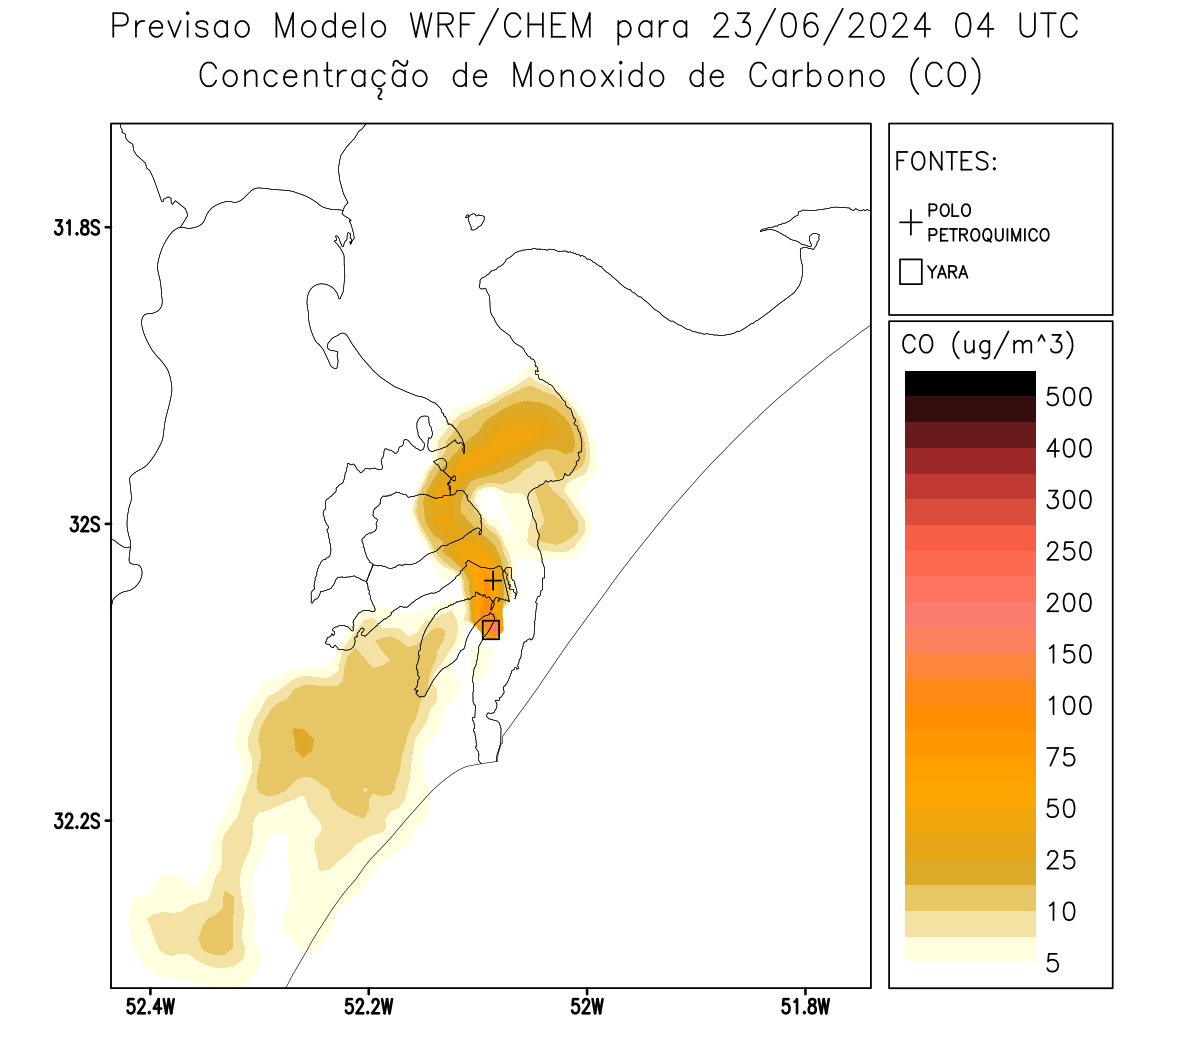 Previsao Modelo WRF/CHEM para 23/06/2024 04 UTC
Concentração de Monoxido de Carbono (CO)
FONTES:
POLO
PETROQUIMICO
YARA
CO (ug/m^3)
500
400
300
250
200
150
100
75
50
25
10
5
31.8S
32S
32.2S
52.4W
52.2W
52W
51.8W